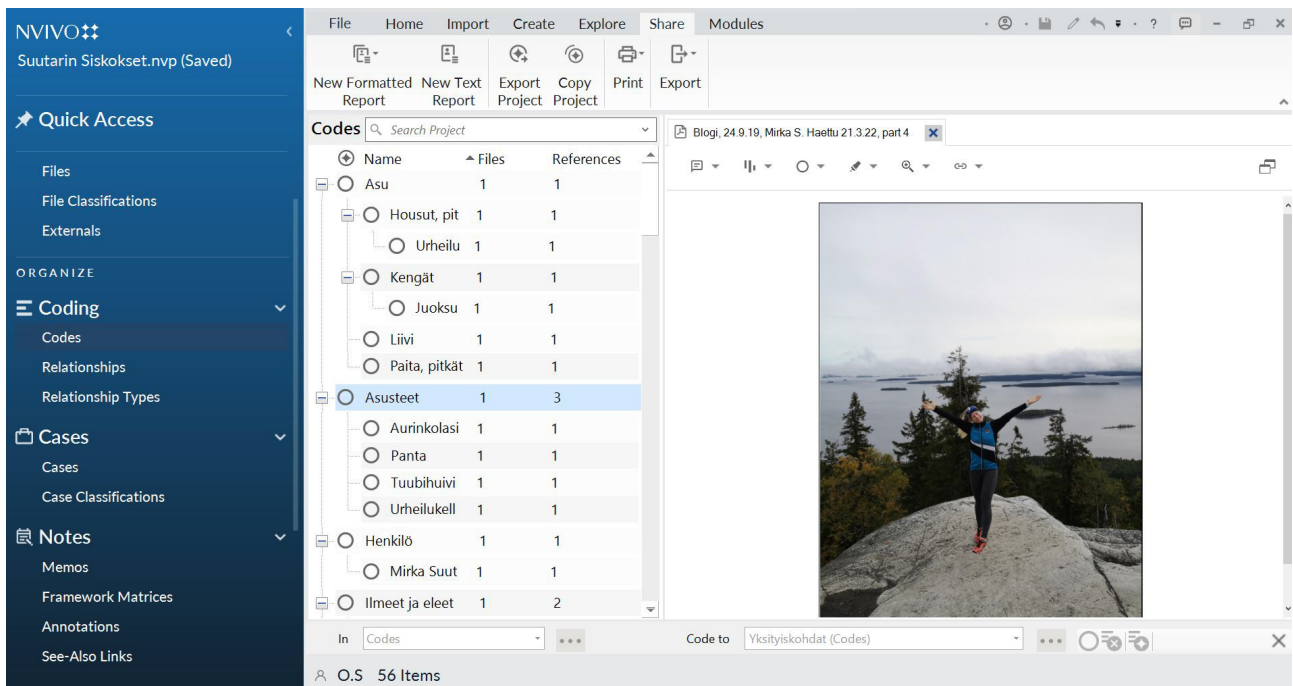 NVIVO
Suutarin Siskokset.nvp (Saved)
Quick Access
Files
File Classifications
Externals
ORGANIZE
Coding
Codes
Relationships
Relationship Types
Cases
Cases
Case Classifications
Notes
Memos
Framework Matrices
Annotations
See-Also Links
File Home Import Create Explore Share Modules ?
New Formatted Report
New Text Report
Export Project
Copy Project
Print
Export
Codes Search Project
Name Files References
Asu 1 1
Housut, pit 1 1
Urheilu 1 1
Kengät 1 1
Juoksu 1 1
Liivi 1 1
Paita, pitkät 1 1
Asusteet 1 3
Aurinkolasi 1 1
Panta 1 1
Tuubihuivi 1 1
Urheilukell 1 1
Henkilö 1 1
Mirka Suut 1 1
Ilmeet ja eleet 1 2
Blogi, 24.9.19, Mirka S. Haettu 21.3.22, part 4
In Codes
Code to Yksityiskohdat (Codes)
O.S 56 Items